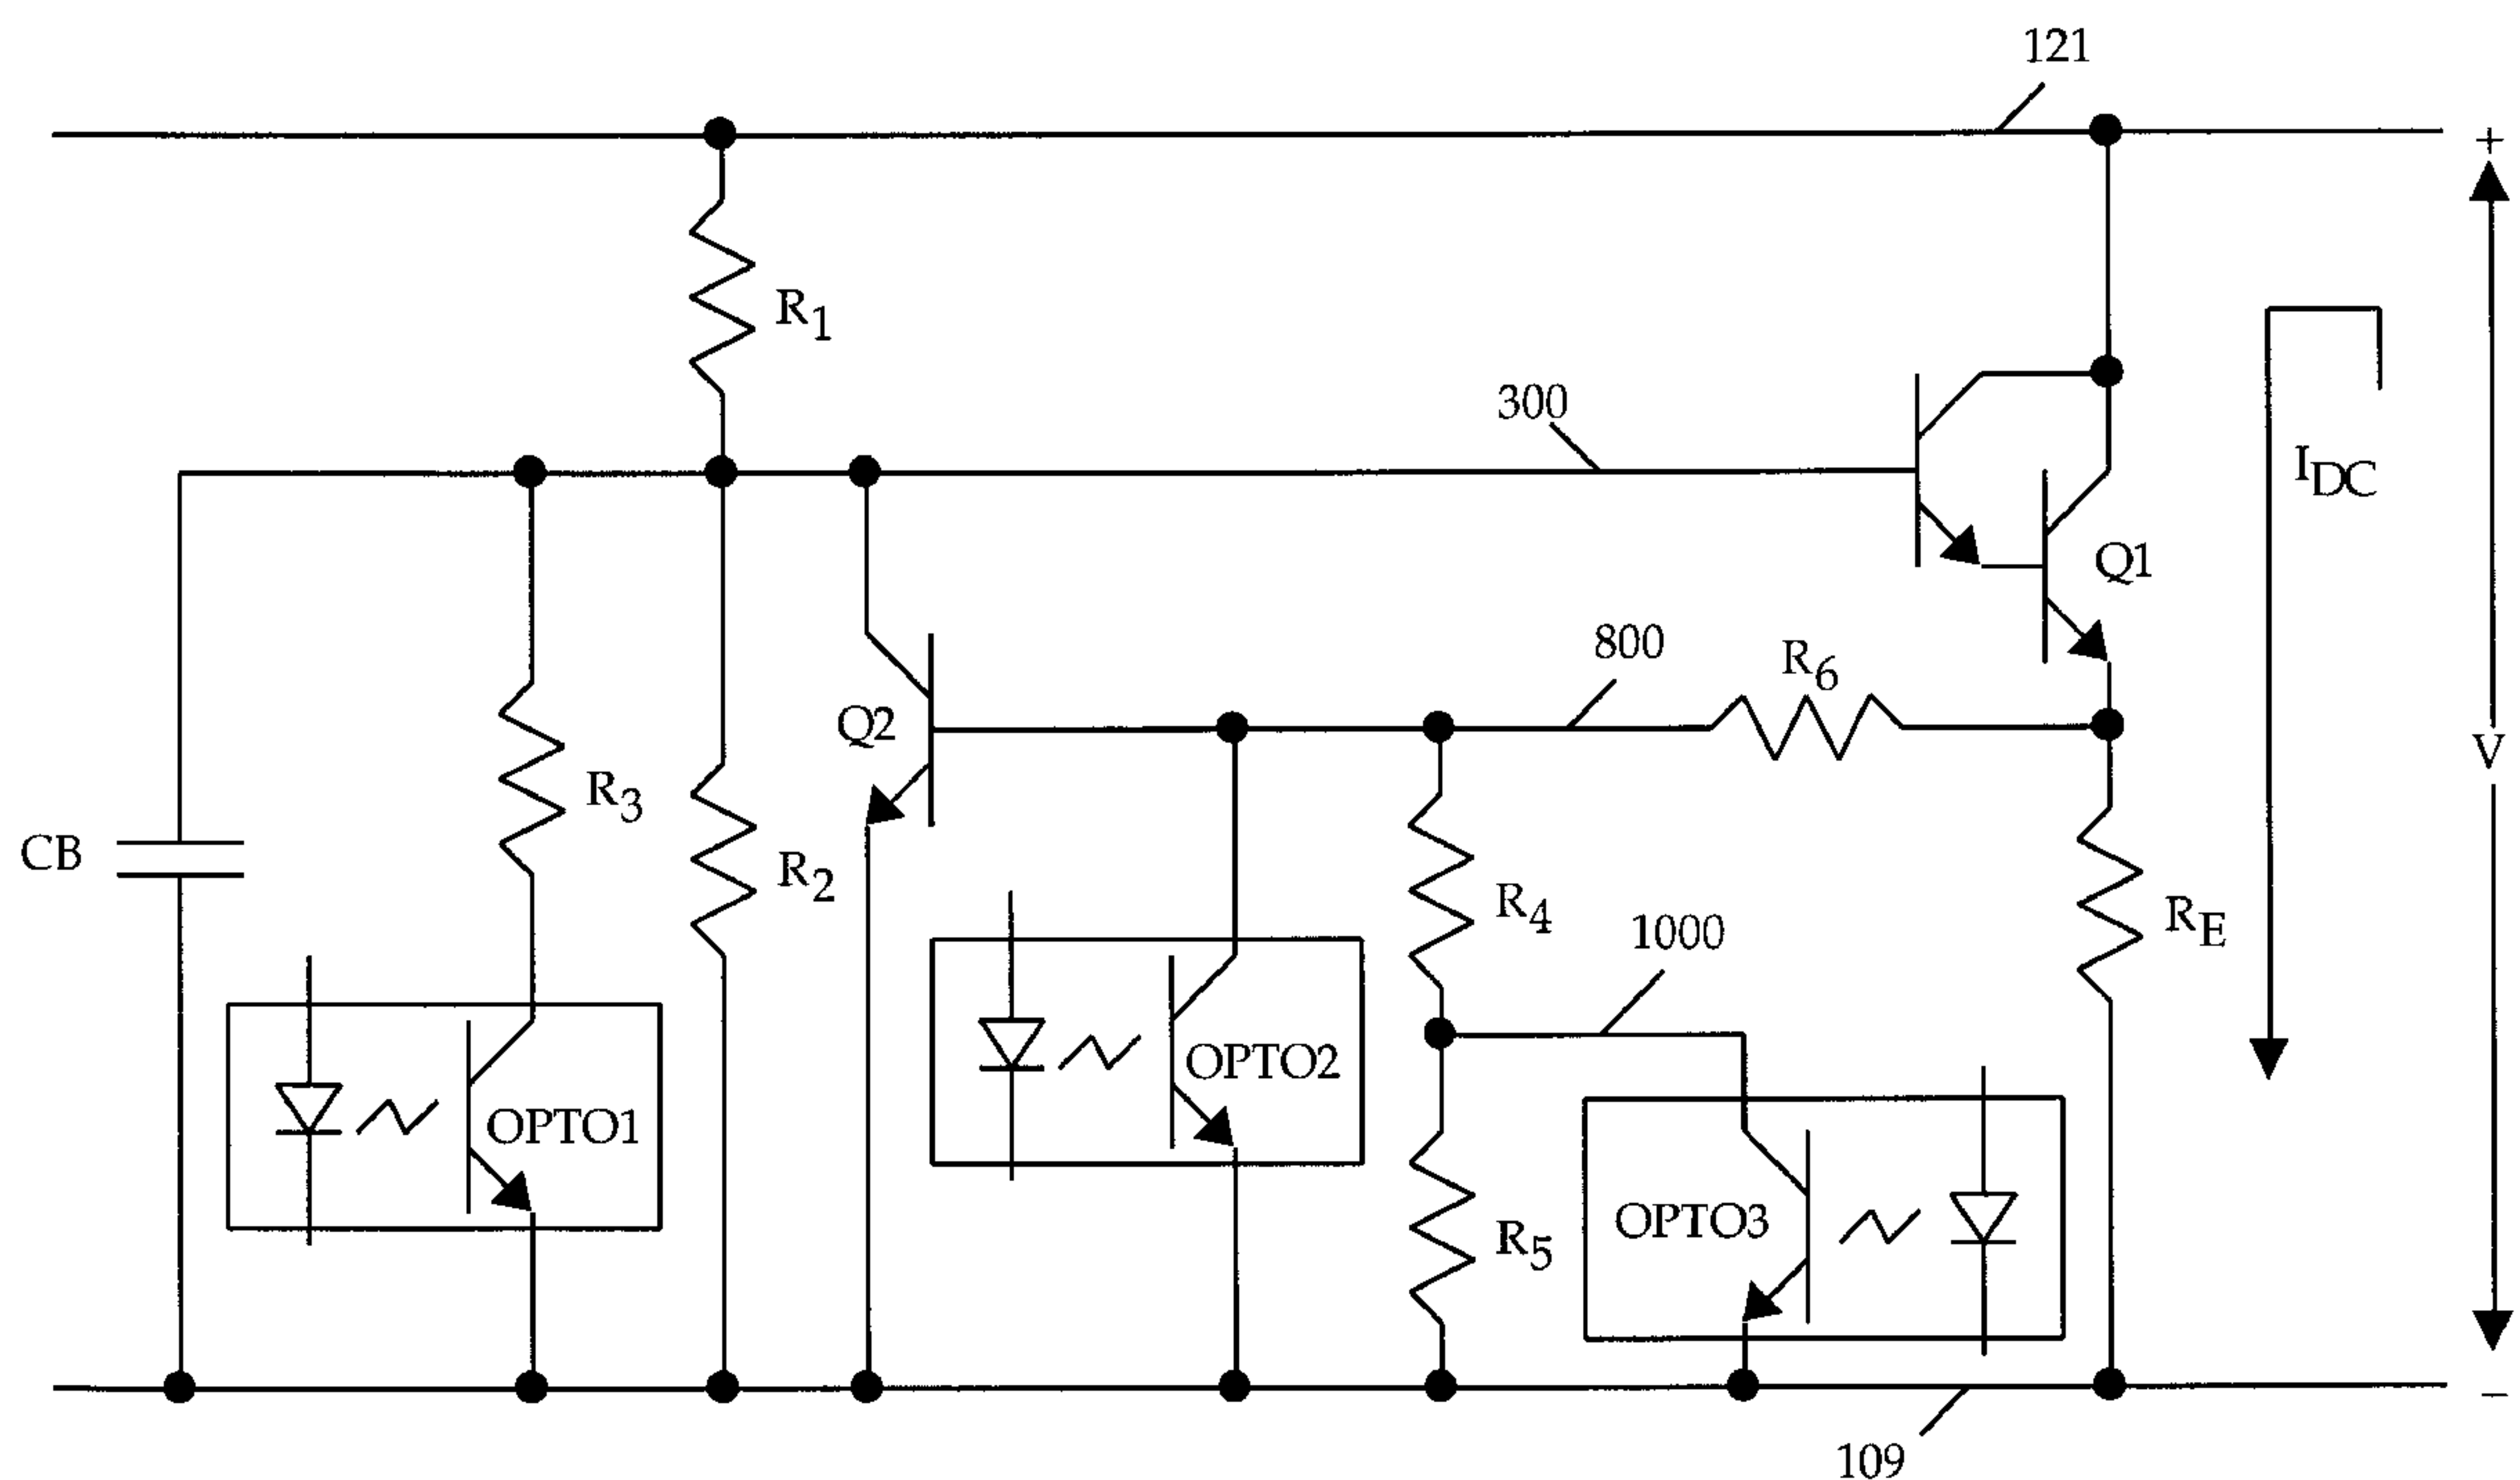 121
+
R1
300
IDC
Q1
800
R6
Q2
V
R3
CB
R2
R4
1000
RE
OPTO2
OPTO1
OPTO3
R5
−
109